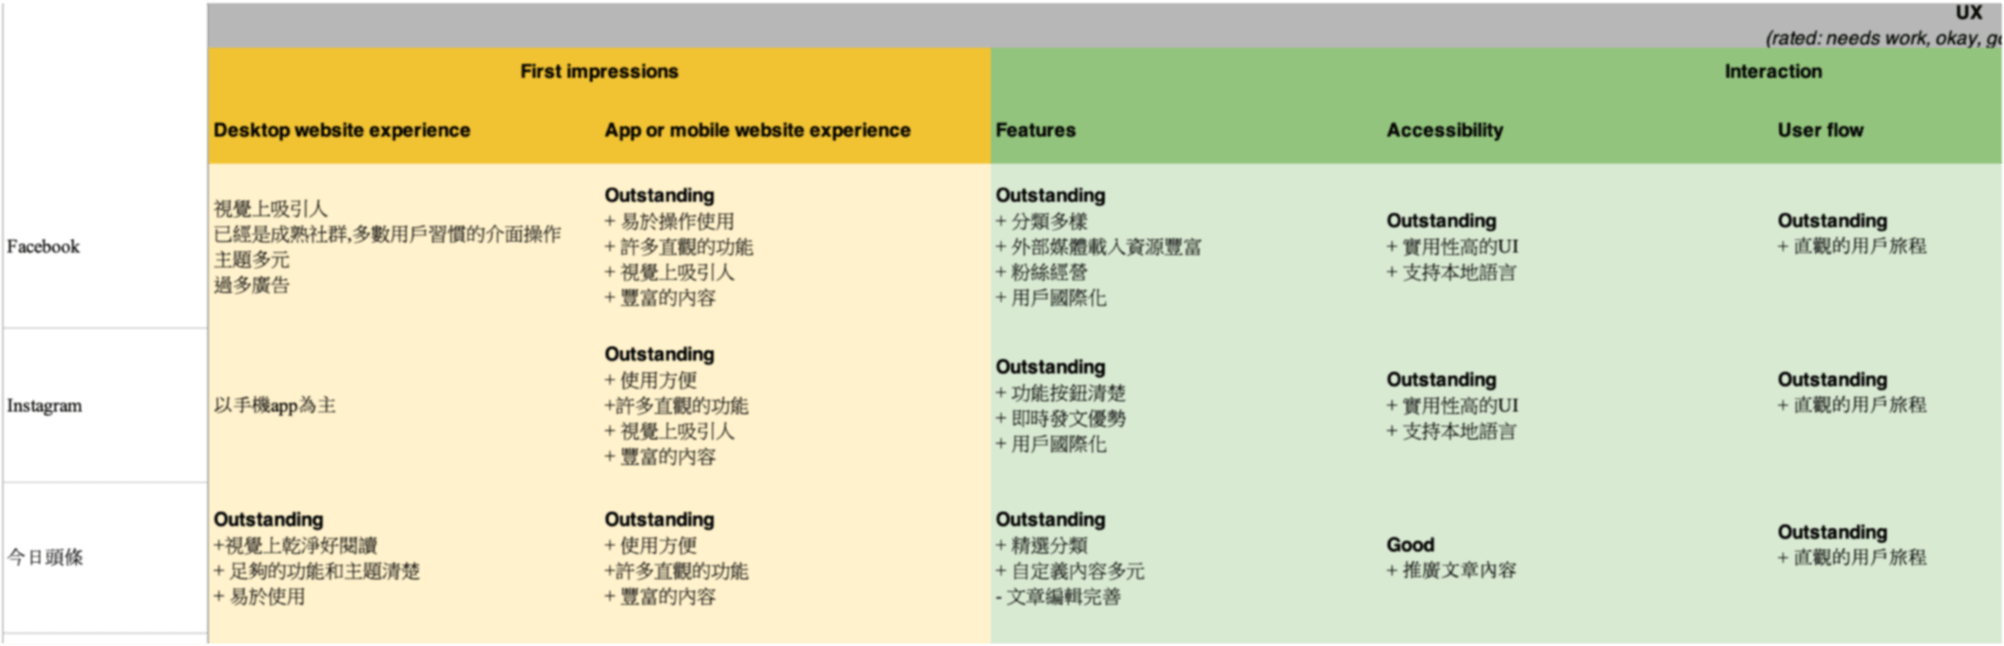 UX
(rated: needs work, okay,
First impressions
Interaction
Desktop website experience
App or mobile website experience
Features
Accessibility
User flow
Facebook
視覺上吸引人
已經是成熟社群,多數用戶習慣的介面操作
主題多元
過多廣告
Outstanding
+ 易於操作使用
+ 許多直觀的功能
+ 視覺上吸引人
+ 豐富的內容
Outstanding
+ 分類多樣
+ 外部媒體載入資源豐富
+ 粉絲經營
+ 用戶國際化
Outstanding
+ 實用性高的UI
+ 支持本地語言
Outstanding
+ 直觀的用戶旅程
Instagram
以手機app為主
Outstanding
+ 使用方便
+許多直觀的功能
+ 視覺上吸引人
+ 豐富的內容
Outstanding
+ 功能按鈕清楚
+ 即時發文優勢
+ 用戶國際化
Outstanding
+ 實用性高的UI
+ 支持本地語言
Outstanding
+ 直觀的用戶旅程
今日頭條
Outstanding
+視覺上乾淨好閱讀
+ 足夠的功能和主題清楚
+ 易於使用
Outstanding
+ 使用方便
+許多直觀的功能
+ 豐富的內容
Outstanding
+ 精選分類
+ 自定義內容多元
- 文章編輯完善
Good
+ 推廣文章內容
Outstanding
+ 直觀的用戶旅程